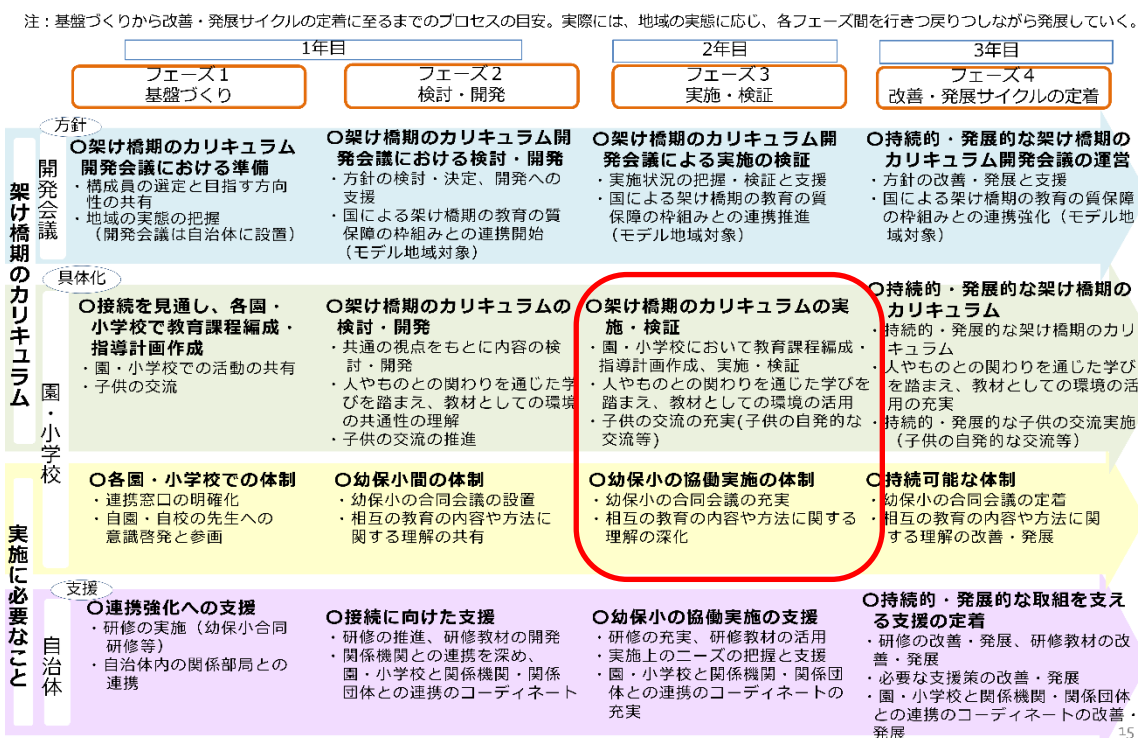 注：基盤づくりから改善・発展サイクルの定着に至るまでのプロセスの目安。実際には、地域の実態に応じ、各フェーズ間を行きつ戻りつしながら発展していく。
1年目
2年目
3年目
フェーズ１
基盤づくり
フェーズ２
検討・開発
フェーズ３
実施・検証
フェーズ４
改善・発展サイクルの定着
架け橋期のカリキュラム
方針
開発会議
〇架け橋期のカリキュラム
開発会議における準備
・構成員の選定と目指す方向
性の共有
・地域の実態の把握
（開発会議は自治体に設置）
〇架け橋期のカリキュラム開
発会議における検討・開発
・方針の検討・決定、開発への
支援
・国による架け橋期の教育の質
保障の枠組みとの連携開始
（モデル地域対象）
〇架け橋期のカリキュラム開
発会議による実施の検証
・実施状況の把握・検証と支援
・国による架け橋期の教育の質
保障の枠組みとの連携推進
（モデル地域対象）
〇持続的・発展的な架け橋期の
カリキュラム開発会議の運営
・方針の改善・発展と支援
・国による架け橋期の教育の質保障
の枠組みとの連携強化（モデル地
域対象）
具体化
園・小学校
〇接続を見通し、各園・
小学校で教育課程編成・
指導計画作成
・園・小学校での活動の共有
・子供の交流
〇架け橋期のカリキュラムの
検討・開発
・共通の視点をもとに内容の検
討・開発
・人やものとの関わりを通じた学
びを踏まえ、教材としての環境
の共通性の理解
・子供の交流の推進
〇架け橋期のカリキュラムの実
施・検証
・園・小学校において教育課程編成・
指導計画作成、実施・検証
・人やものとの関わりを通じた学びを
踏まえ、教材としての環境の活用
・子供の交流の充実(子供の自発的な
交流等)
〇持続的・発展的な架け橋期の
カリキュラム
・持続的・発展的な架け橋期のカリ
キュラム
・人やものとの関わりを通じた学び
を踏まえ、教材としての環境の活
用の充実
・持続的・発展的な子供の交流実施
（子供の自発的な交流等）
実施に必要なこと
〇各園・小学校での体制
・連携窓口の明確化
・自園・自校の先生への
意識啓発と参画
〇幼保小間の体制
・幼保小の合同会議の設置
・相互の教育の内容や方法に
関する理解の共有
〇幼保小の協働実施の体制
・幼保小の合同会議の充実
・相互の教育の内容や方法に関する
理解の深化
〇持続可能な体制
・幼保小の合同会議の定着
・相互の教育の内容や方法に関
する理解の改善・発展
支援
自治体
〇連携強化への支援
・研修の実施（幼保小合同
研修等）
・自治体内の関係部局との
連携
〇接続に向けた支援
・研修の推進、研修教材の開発
・関係機関との連携を深め、
園・小学校と関係機関・関係
団体との連携のコーディネート
〇幼保小の協働実施の支援
・研修の充実、研修教材の活用
・実施上のニーズの把握と支援
・園・小学校と関係機関・関係団
体との連携のコーディネートの
充実
〇持続的・発展的な取組を支え
る支援の定着
・研修の改善・発展、研修教材の改
善・発展
・必要な支援策の改善・発展
・園・小学校と関係機関・関係団体
との連携のコーディネートの改善・
発展
15